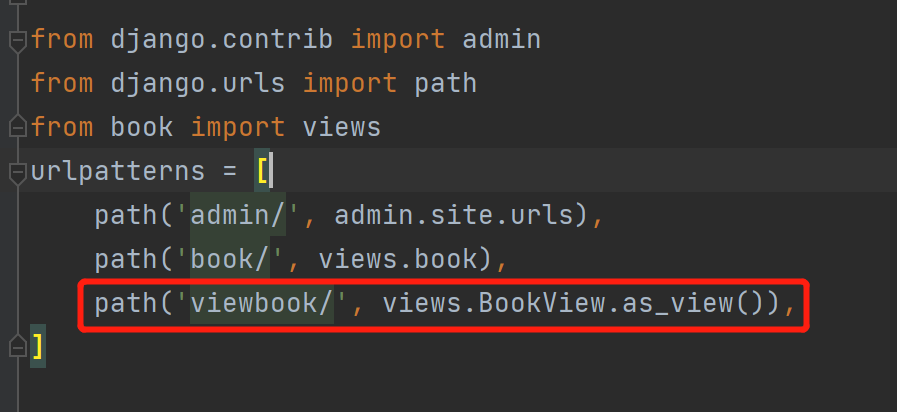 from django.contrib import admin
from django.urls import path
from book import views
urlpatterns = [
    path('admin/', admin.site.urls),
    path('book/', views.book),
    path('viewbook/', views.BookView.as_view()),
]